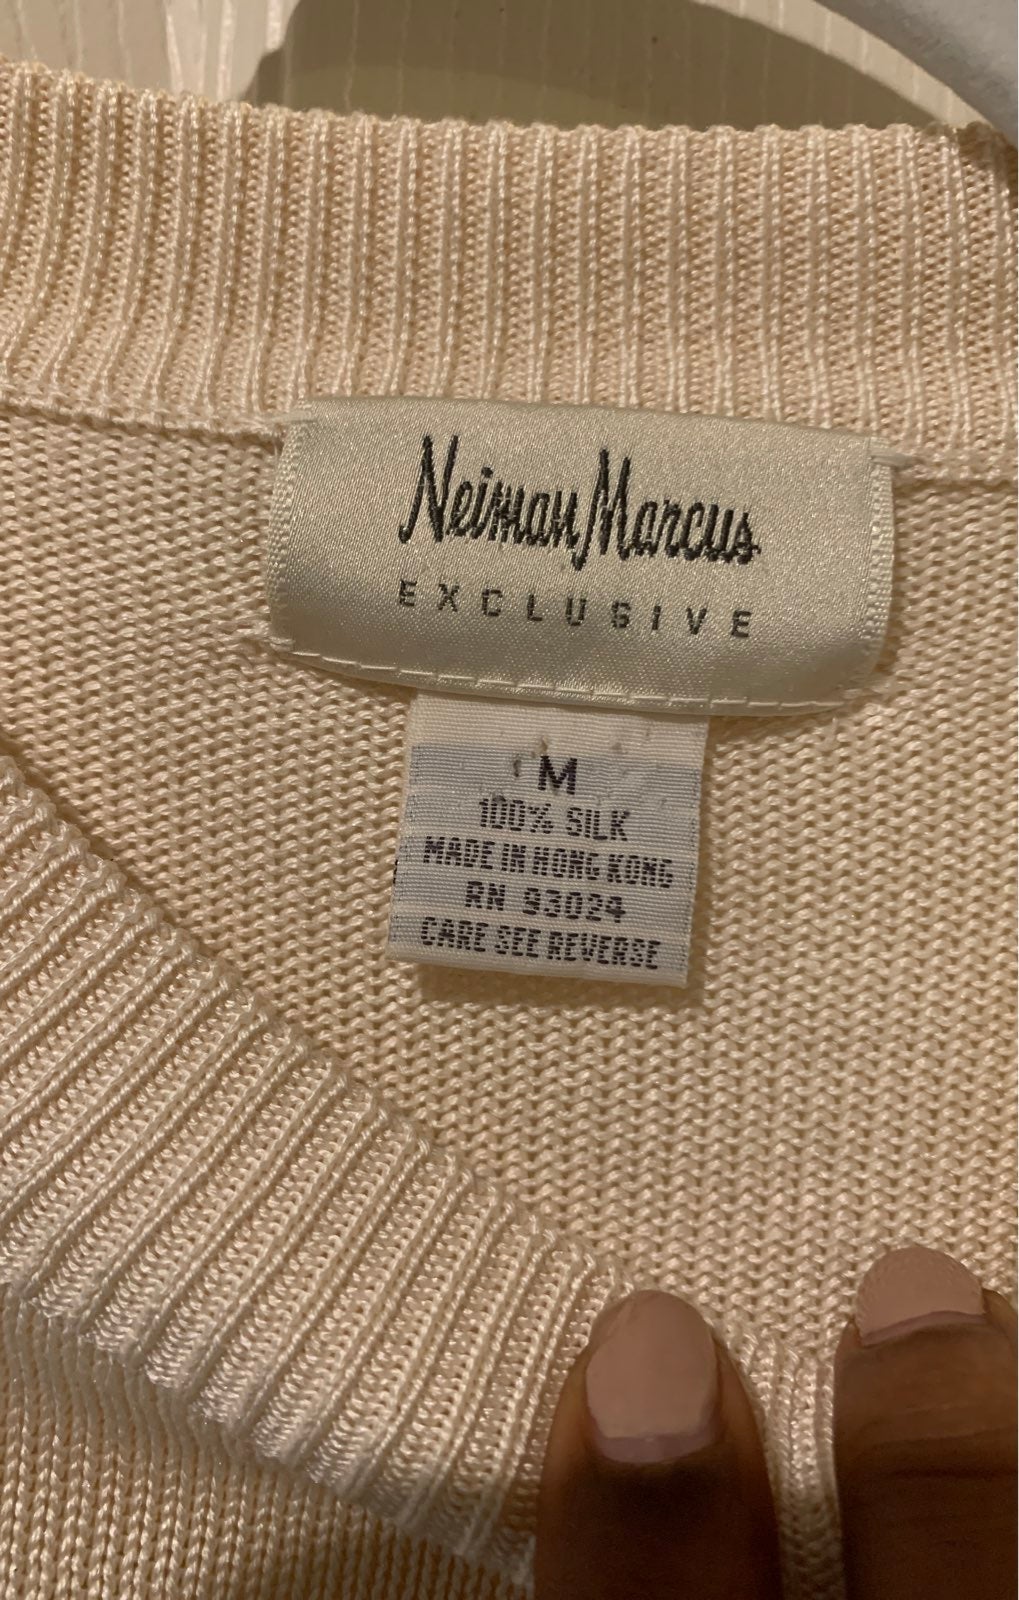 Neiman Marcus
EXCLUSIVE
M
100% SILK
MADE IN HONG KONG
RN 93024
CARE SEE REVERSE